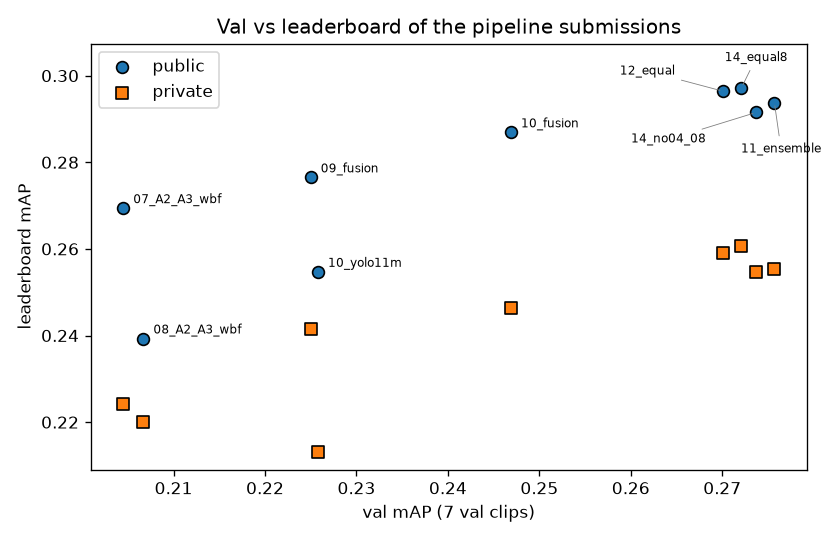 Val vs leaderboard of the pipeline submissions
public
private
14_equal8
12_equal
14_no04_08
11_ensemble
10_fusion
09_fusion
07_A2_A3_wbf
10_yolo11m
08_A2_A3_wbf
0.30
0.28
0.26
0.24
0.22
leaderboard mAP
0.21
0.22
0.23
0.24
0.25
0.26
0.27
val mAP (7 val clips)